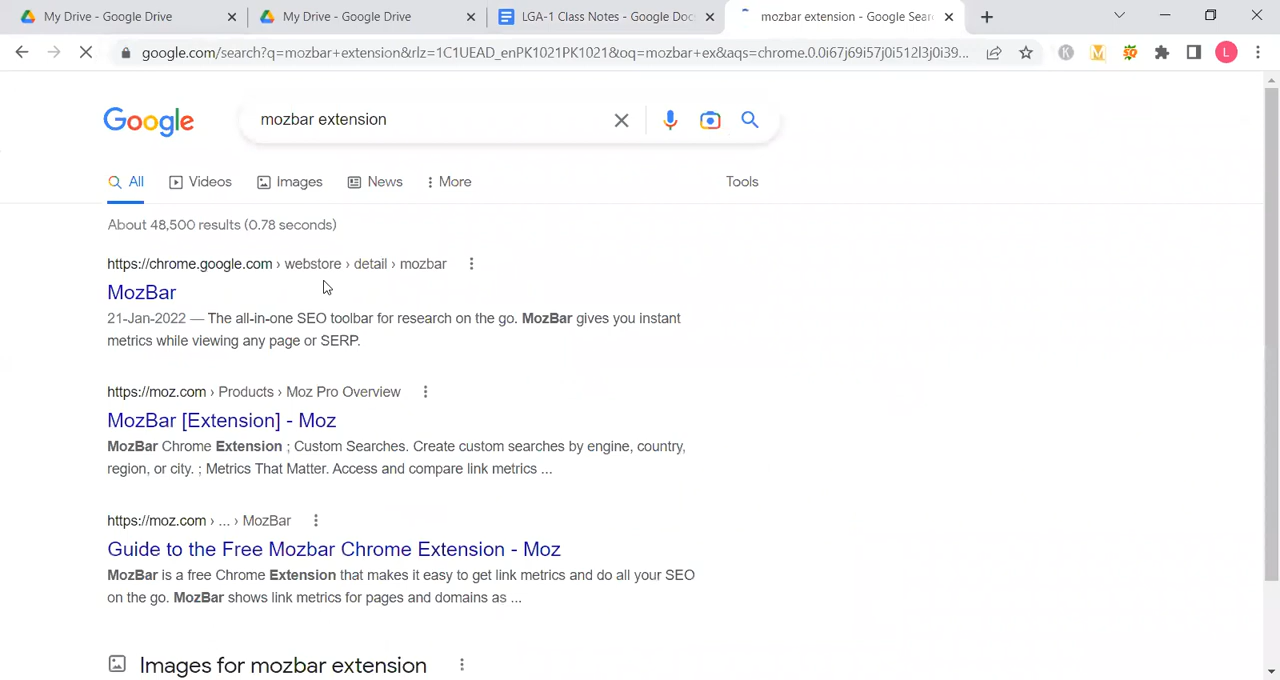 My Drive - Google Drive
My Drive - Google Drive
LGA-1 Class Notes - Google Doc
mozbar extension - Google Sear
google.com/search?q=mozbar+extension&rlz=1C1UEAD_enPK1021PK1021&oq=mozbar+ex&aqs=chrome.0.0i67j69i57j0i512l3j0i39...
K
M
SQ
L
Google
mozbar extension
All
Videos
Images
News
More
Tools
About 48,500 results (0.78 seconds)
https://chrome.google.com › webstore › detail › mozbar
MozBar
21-Jan-2022 — The all-in-one SEO toolbar for research on the go. MozBar gives you instant
metrics while viewing any page or SERP.
https://moz.com › Products › Moz Pro Overview
MozBar [Extension] - Moz
MozBar Chrome Extension ; Custom Searches. Create custom searches by engine, country,
region, or city. ; Metrics That Matter. Access and compare link metrics ...
https://moz.com › ... › MozBar
Guide to the Free Mozbar Chrome Extension - Moz
MozBar is a free Chrome Extension that makes it easy to get link metrics and do all your SEO
on the go. MozBar shows link metrics for pages and domains as ...
Images for mozbar extension